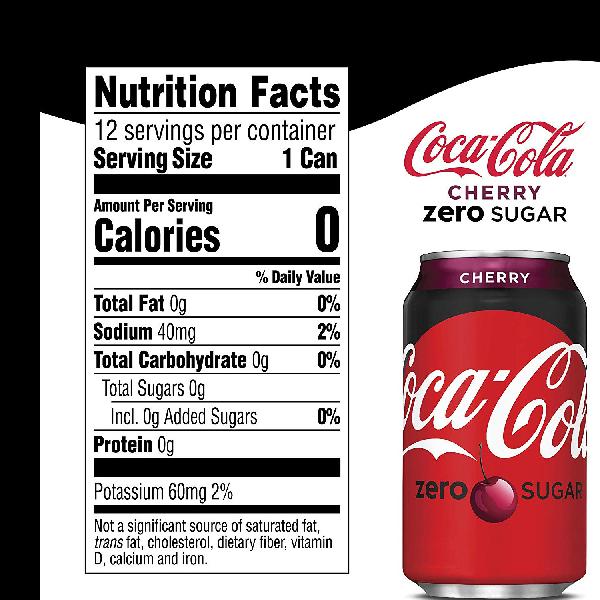 Nutrition Facts
12 servings per container
Serving Size 1 Can
Amount Per Serving
Calories 0
% Daily Value
Total Fat 0g 0%
Sodium 40mg 2%
Total Carbohydrate 0g 0%
Total Sugars 0g
Incl. 0g Added Sugars 0%
Protein 0g
Potassium 60mg 2%
Not a significant source of saturated fat,
trans fat, cholesterol, dietary fiber, vitamin
D, calcium and iron.
Coca-Cola
CHERRY
zero SUGAR
CHERRY
Coca-Cola
zero SUGAR